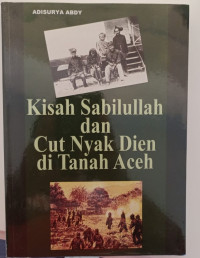 ADISURYA ABDY
Kisah Sabilullah
dan
Cut Nyak Dien
di Tanah Aceh